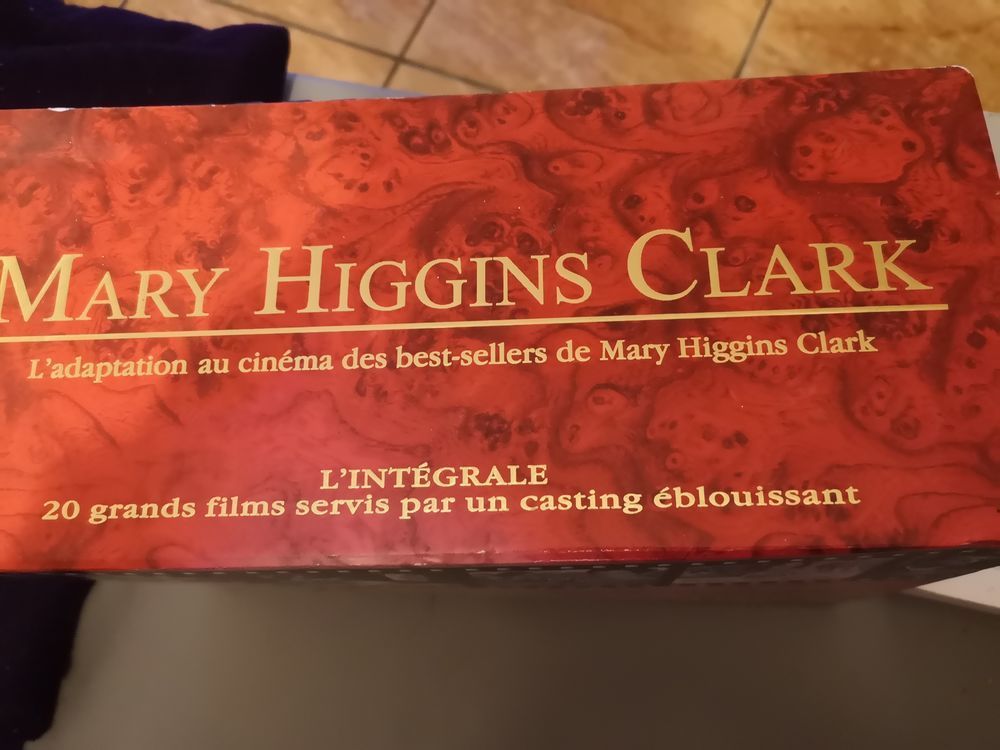 MARY HIGGINS CLARK
L'adaptation au cinéma des best-sellers de Mary Higgins Clark
L'INTÉGRALE
20 grands films servis par un casting éblouissant